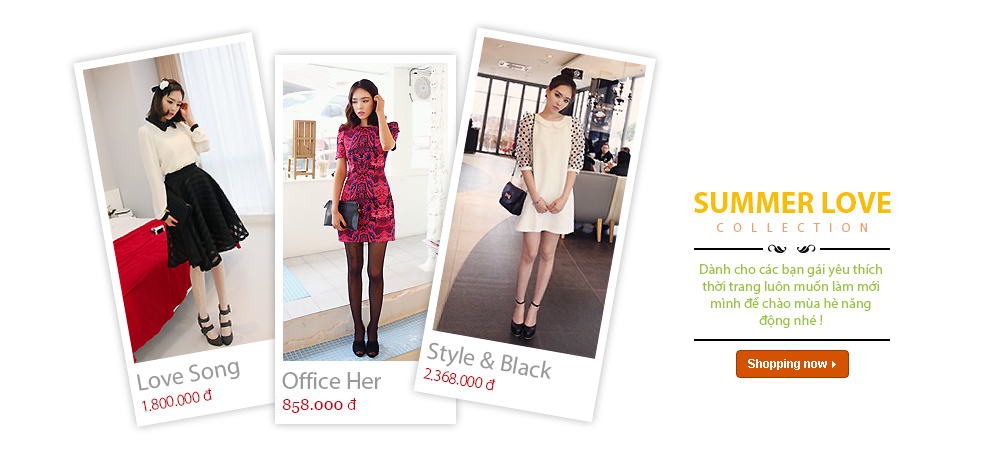 Love Song
1.800.000 đ
Office Her
858.000 đ
Style & Black
2.368.000 đ
SUMMER LOVE
COLLECTION
Dành cho các bạn gái yêu thích
thời trang luôn muốn làm mới
mình để chào mùa hè năng
động nhé !
Shopping now